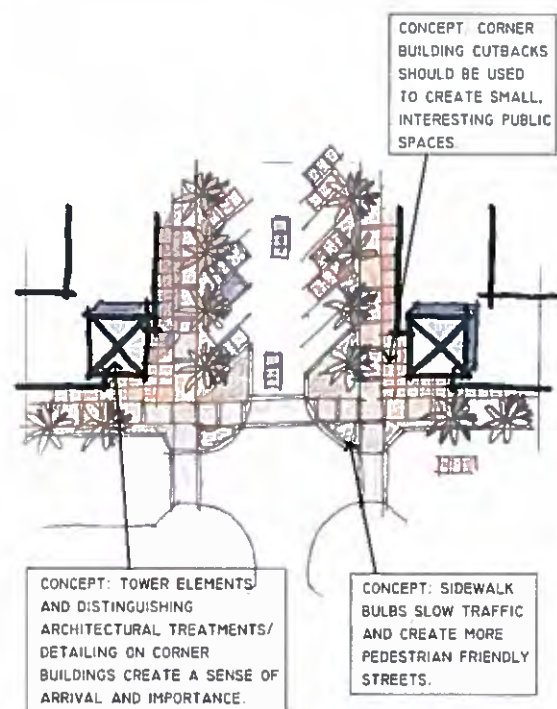 CONCEPT: CORNER
BUILDING CUTBACKS
SHOULD BE USED
TO CREATE SMALL,
INTERESTING PUBLIC
SPACES.
CONCEPT: TOWER ELEMENTS
AND DISTINGUISHING
ARCHITECTURAL TREATMENTS/
DETAILING ON CORNER
BUILDINGS CREATE A SENSE OF
ARRIVAL AND IMPORTANCE.
CONCEPT: SIDEWALK
BULBS SLOW TRAFFIC
AND CREATE MORE
PEDESTRIAN FRIENDLY
STREETS.